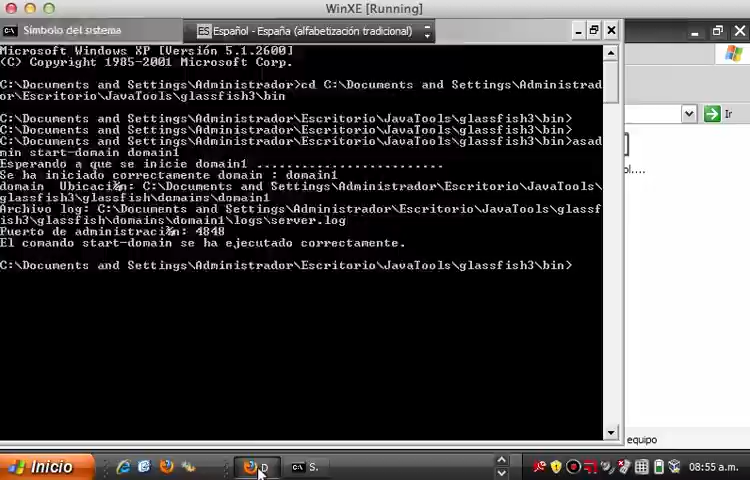 WinXE [Running]
Símbolo del sistema
ES Español - España (alfabetización tradicional)
Microsoft Windows XP [Versión 5.1.2600]
(C) Copyright 1985-2001 Microsoft Corp.
C:\Documents and Settings\Administrador>cd C:\Documents and Settings\Administrad
or\Escritorio\JavaTools\glassfish3\bin
C:\Documents and Settings\Administrador\Escritorio\JavaTools\glassfish3\bin>
C:\Documents and Settings\Administrador\Escritorio\JavaTools\glassfish3\bin>
C:\Documents and Settings\Administrador\Escritorio\JavaTools\glassfish3\bin>asad
min start-domain domain1
Esperando a que se inicie domain1 ........................
Se ha iniciado correctamente domain : domain1
domain  Ubicaci¾n: C:\Documents and Settings\Administrador\Escritorio\JavaTools\
glassfish3\glassfish\domains\domain1
Archivo log: C:\Documents and Settings\Administrador\Escritorio\JavaTools\glassf
ish3\glassfish\domains\domain1\logs\server.log
Puerto de administraci¾n: 4848
El comando start-domain se ha ejecutado correctamente.
C:\Documents and Settings\Administrador\Escritorio\JavaTools\glassfish3\bin>
Ir
ol....
equipo
Inicio
D
S.
08:55 a.m.